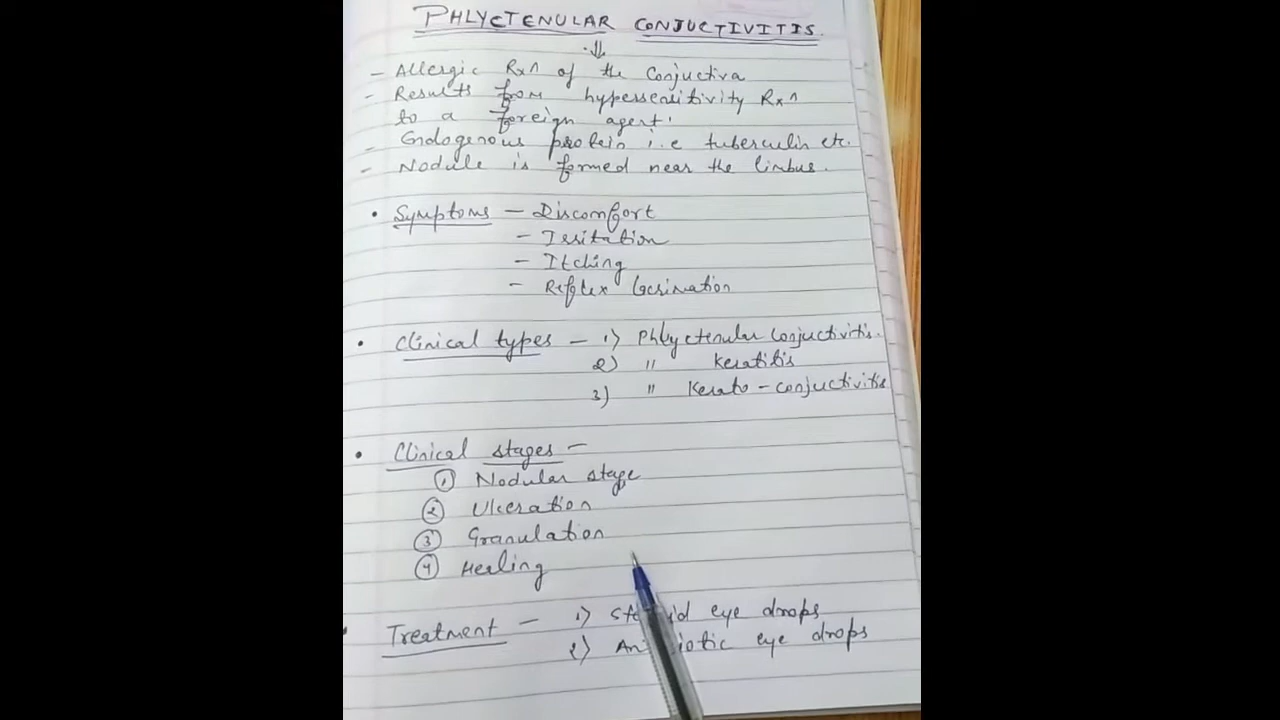 PHLYCTENULAR CONJUCTIVITIS.
- Allergic Rxn of the Conjuctiva
- Results from hypersensitivity Rxn
to a foreign agent.
- Endogenous protein i.e tuberculin etc.
- Nodule is formed near the limbus.
• Symptoms - Discomfort
- Irritation
- Itching
- Reflex lacrimation
• Clinical types - 1) Phlyctenular Conjuctivitis.
2) " Keratitis
3) " Kerato-conjuctivitis
• Clinical stages -
① Nodular stage
② Ulceration
③ Granulation
④ Healing
• Treatment - 1) eye drops
2) eye drops